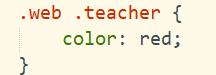 .web .teacher {
    color: red;
}